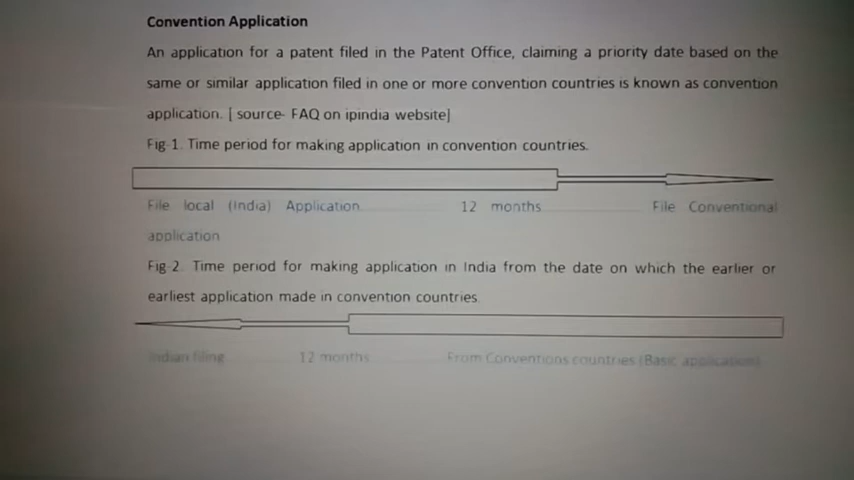 Convention Application
An application for a patent filed in the Patent Office, claiming a priority date based on the
same or similar application filed in one or more convention countries is known as convention
application. [ source- FAQ on ipindia website]
Fig-1. Time period for making application in convention countries.
File local (India) Application 12 months File Conventional
application
Fig-2. Time period for making application in India from the date on which the earlier or
earliest application made in convention countries.
Indian filing 12 months From Conventions countries (Basic application)